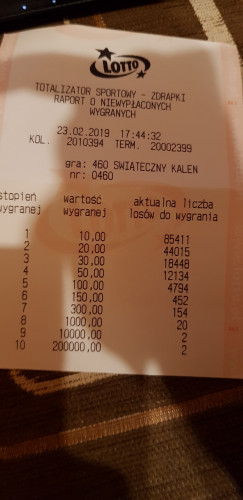 LOTTO
TOTALIZATOR SPORTOWY - ZDRAPKI
RAPORT O NIEWYPŁACONYCH
WYGRANYCH
23.02.2019 17:44:32
KOL. 2010394 TERM. 20002399
gra: 460 SWIATECZNY KALEN
nr: 0460
stopień wartość aktualna liczba
wygranej wygranej losów do wygrania
1 10,00 85411
2 20,00 44015
3 30,00 18448
4 50,00 12134
5 100,00 4794
6 150,00 452
7 300,00 154
8 1000,00 20
9 10000,00 2
10 200000,00 2